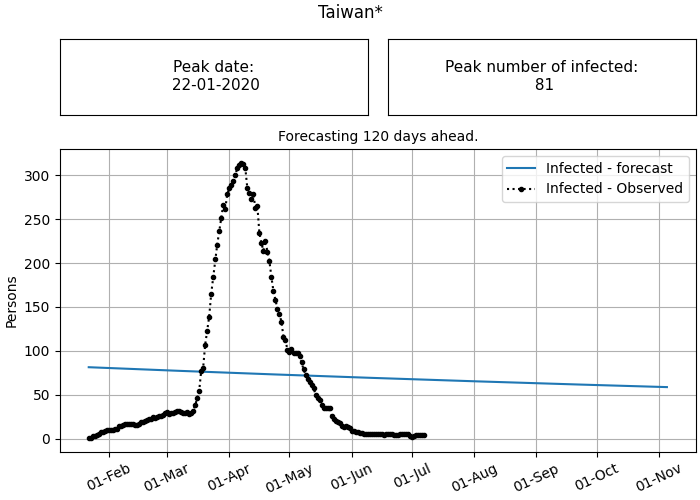 Taiwan*
Peak date:
22-01-2020
Peak number of infected:
81
Forecasting 120 days ahead.
Infected - forecast
Infected - Observed
Persons
300
250
200
150
100
50
0
01-Feb
01-Mar
01-Apr
01-May
01-Jun
01-Jul
01-Aug
01-Sep
01-Oct
01-Nov